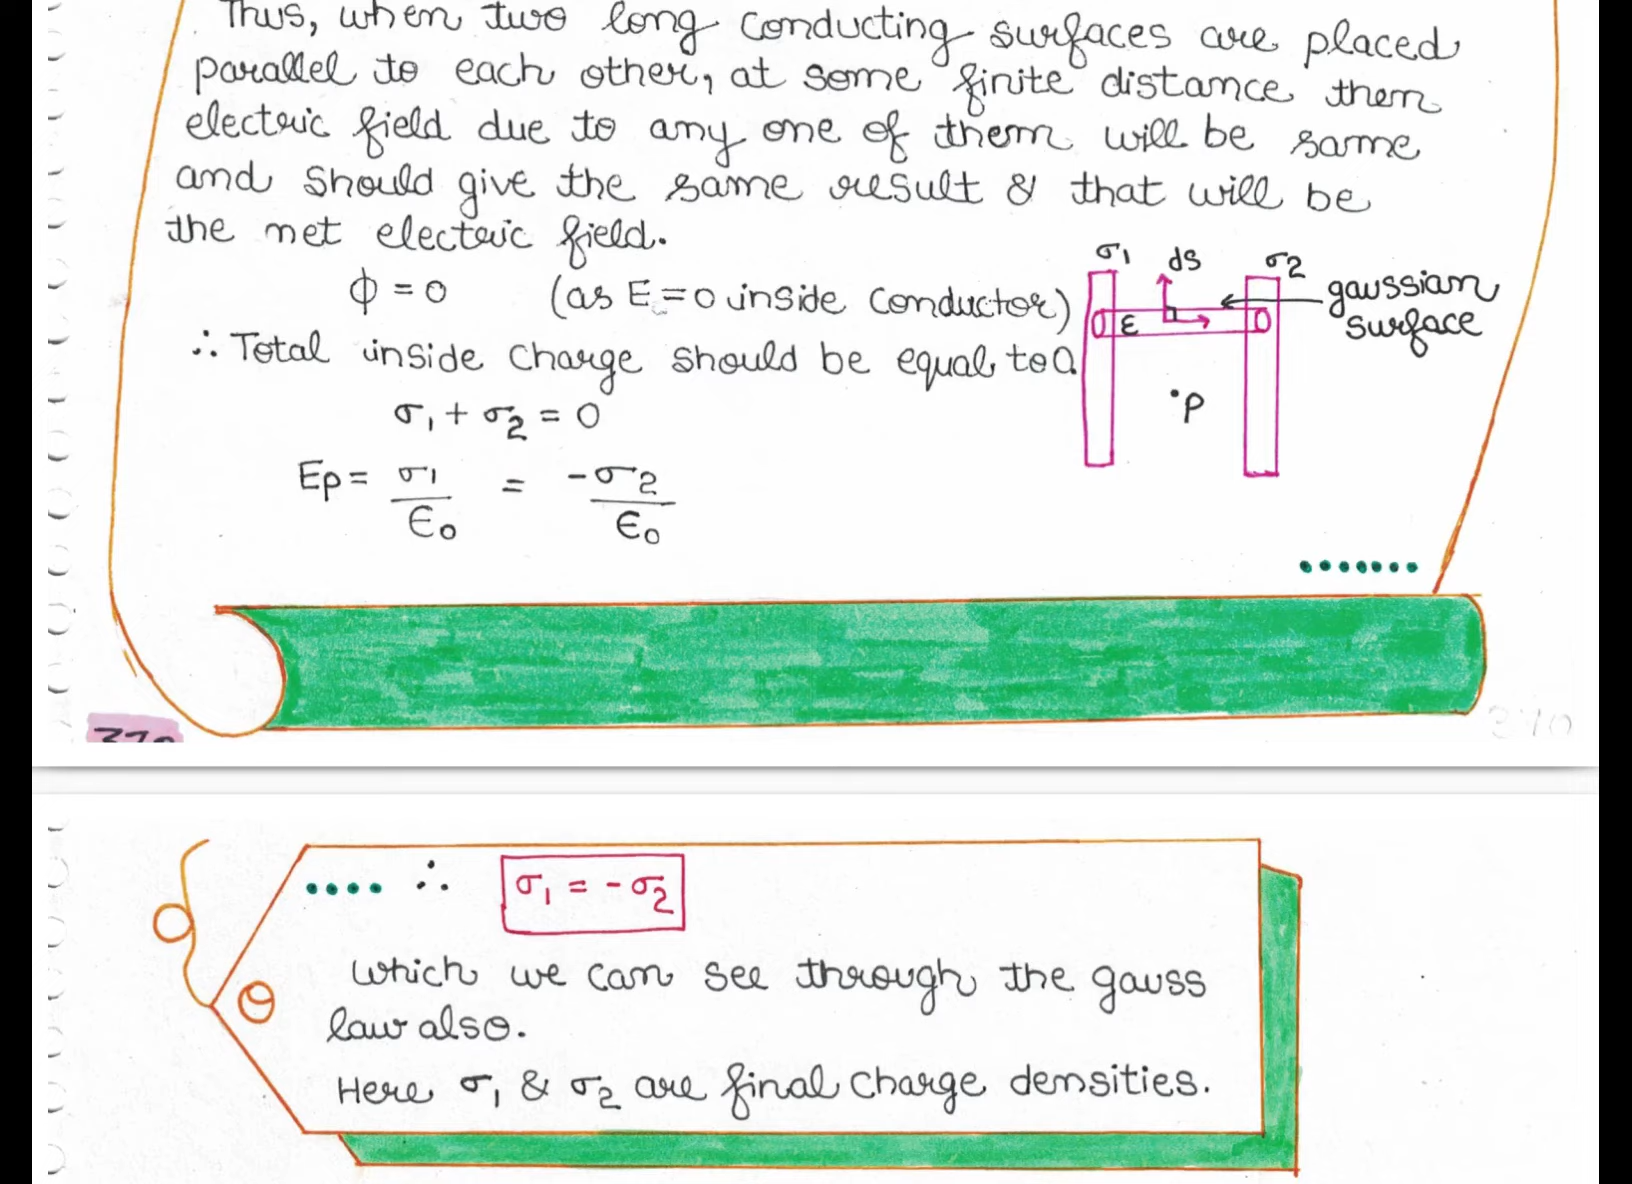 Thus, when two long conducting surfaces are placed
parallel to each other, at some finite distance then
electric field due to any one of them will be same
and should give the same result & that will be
the net electric field.
σ1 ds σ2
ϕ = 0 (as E = 0 inside conductor)
gaussian
surface
E
∴ Total inside charge should be equal to 0.
σ1 + σ2 = 0
•P
Ep = σ1/ϵ0 = -σ2/ϵ0
.......
370
.... ∴ σ1 = -σ2
which we can see through the gauss
law also.
Here σ1 & σ2 are final charge densities.